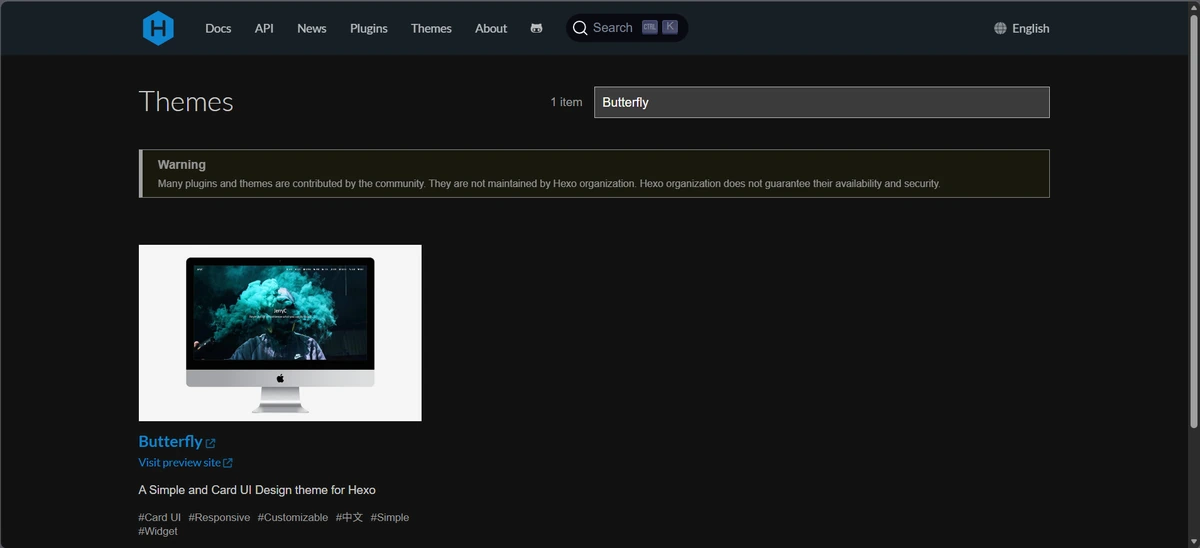 H
Docs API News Plugins Themes About Search CTRL K English
Themes
1 item Butterfly
Warning
Many plugins and themes are contributed by the community. They are not maintained by Hexo organization. Hexo organization does not guarantee their availability and security.
JerryC
Butterfly
Visit preview site
A Simple and Card UI Design theme for Hexo
#Card UI #Responsive #Customizable #中文 #Simple
#Widget